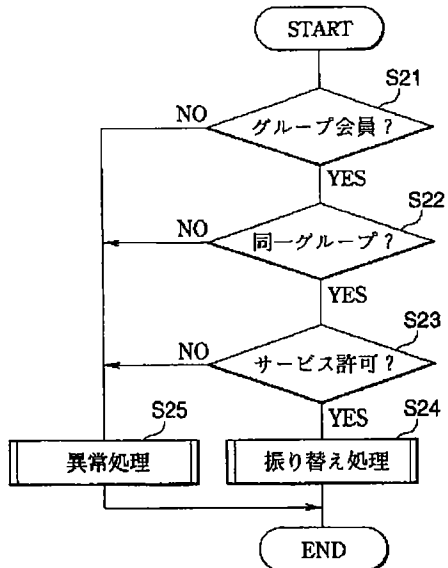 START
S21
NO
グループ会員？
YES
S22
NO
同一グループ？
YES
S23
NO
サービス許可？
YES
S25
S24
異常処理
振り替え処理
END